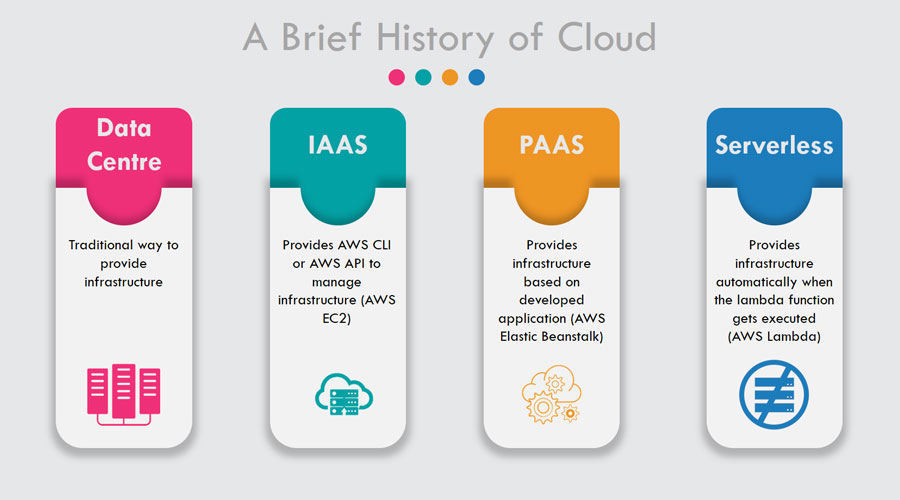 A Brief History of Cloud
Data
Centre
Traditional way to
provide
infrastructure
IAAS
Provides AWS CLI
or AWS API to
manage
infrastructure (AWS
EC2)
PAAS
Provides
infrastructure
based on
developed
application (AWS
Elastic Beanstalk)
Serverless
Provides
infrastructure
automatically when
the lambda function
gets executed
(AWS Lambda)